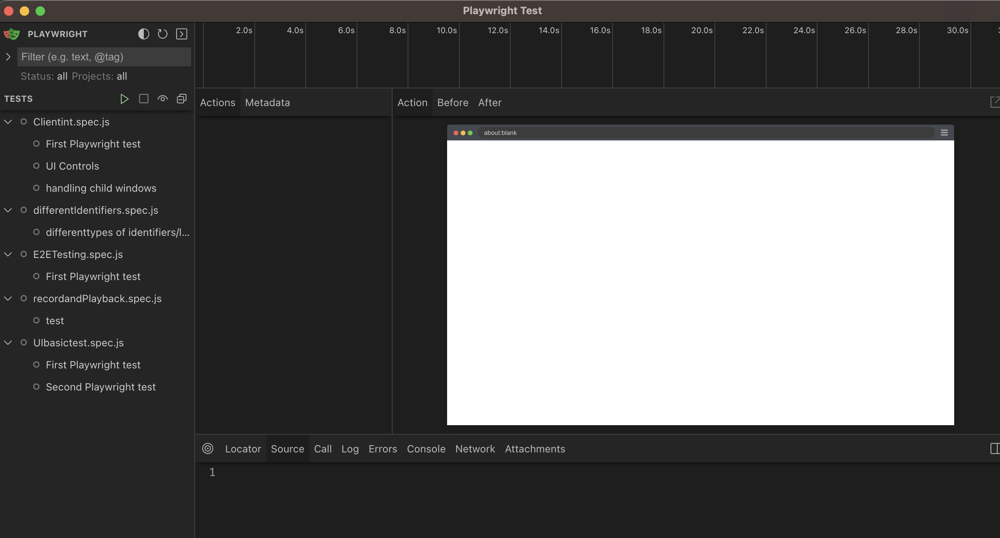 Playwright Test
PLAYWRIGHT
Filter (e.g. text, @tag)
Status: all Projects: all
TESTS
Clientint.spec.js
First Playwright test
UI Controls
handling child windows
differentIdentifiers.spec.js
differenttypes of identifiers/l...
E2ETesting.spec.js
First Playwright test
recordandPlayback.spec.js
test
UIbasictest.spec.js
First Playwright test
Second Playwright test
2.0s 4.0s 6.0s 8.0s 10.0s 12.0s 14.0s 16.0s 18.0s 20.0s 22.0s 24.0s 26.0s 28.0s 30.0s
Actions Metadata
Action Before After
about:blank
Locator Source Call Log Errors Console Network Attachments
1